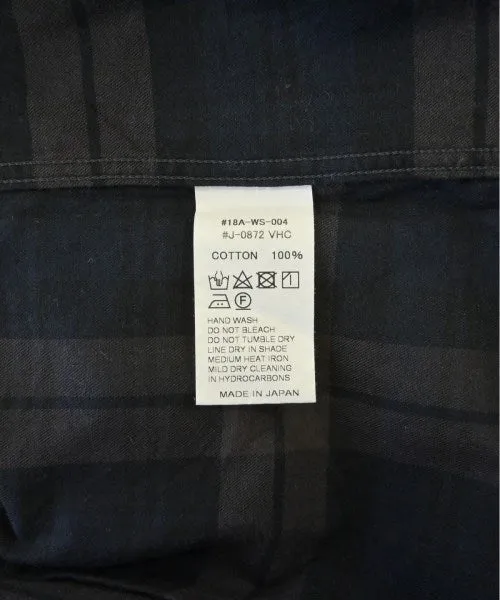 #18A-WS-004
#J-0872 VHC
COTTON 100%
HAND WASH
DO NOT BLEACH
DO NOT TUMBLE DRY
LINE DRY IN SHADE
MEDIUM HEAT IRON
MILD DRY CLEANING
IN HYDROCARBONS
MADE IN JAPAN